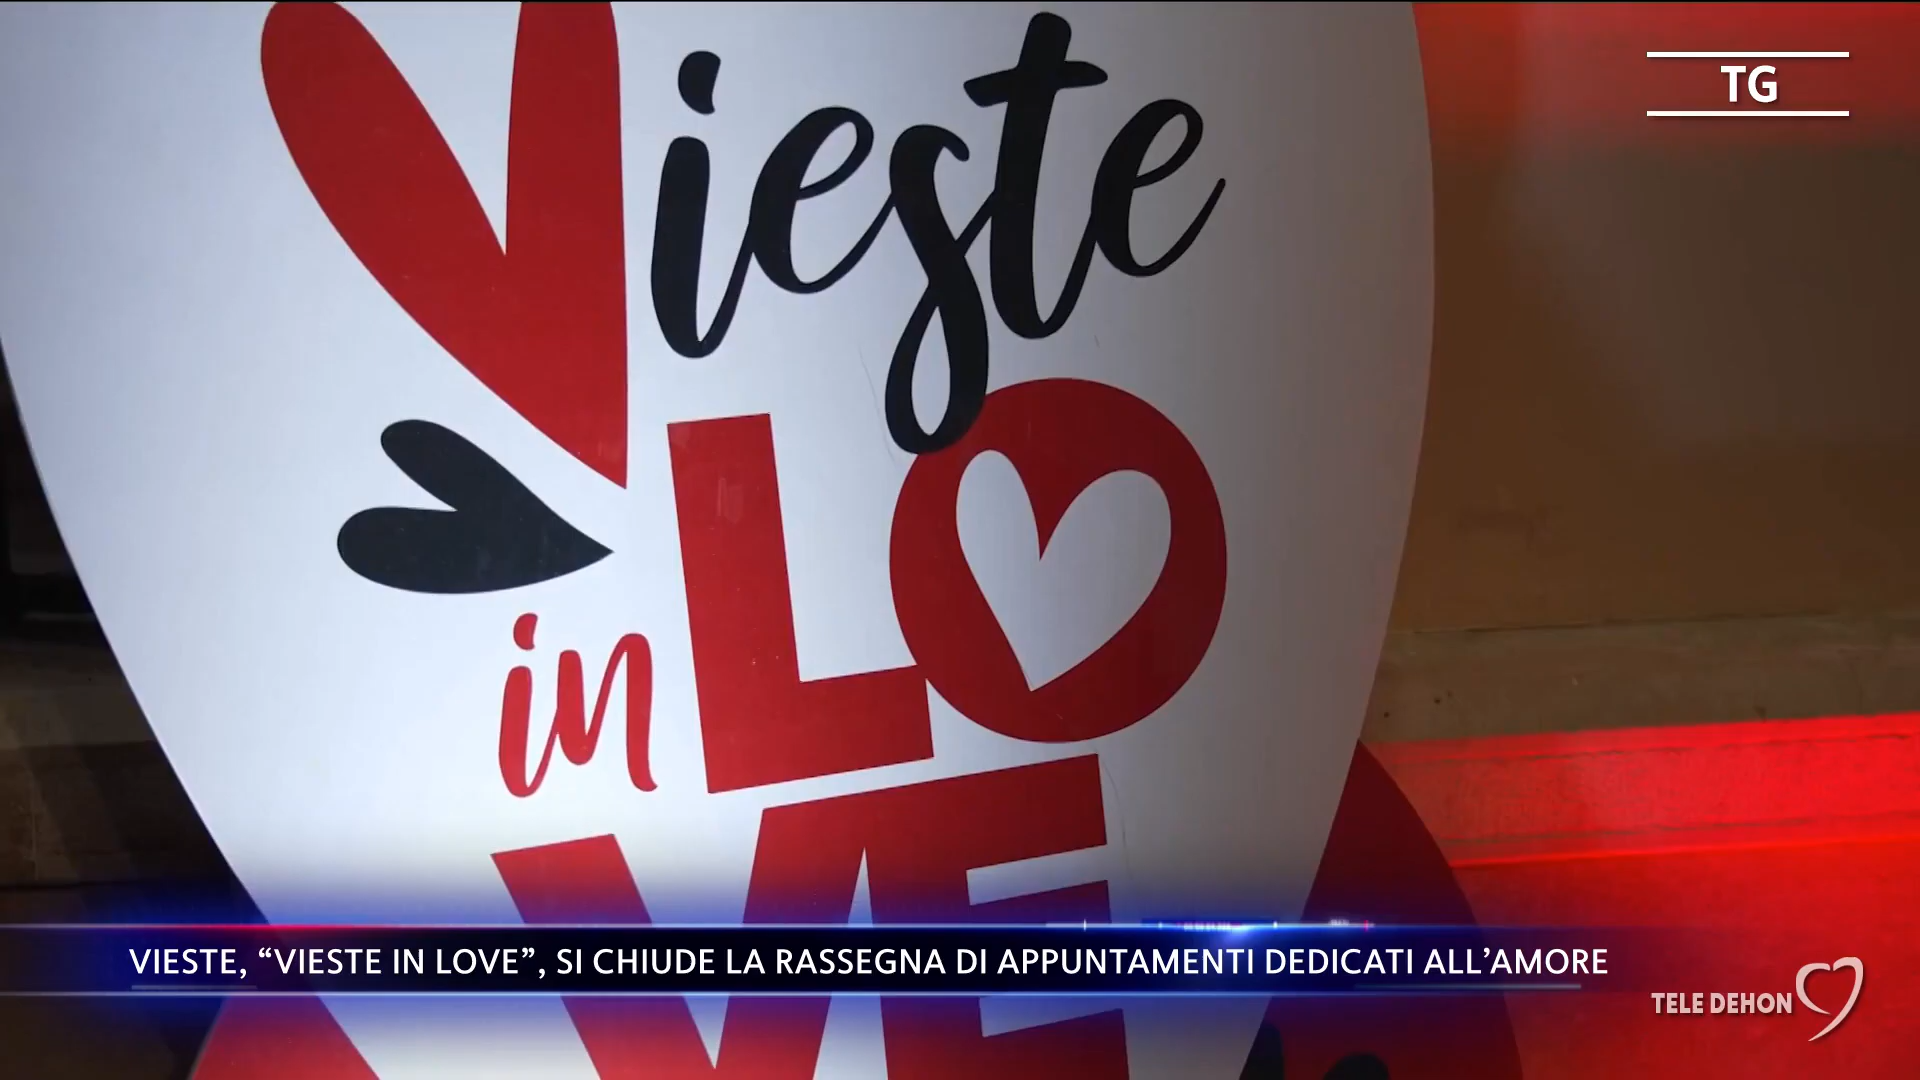 TG
Vieste
in LO
VE
VIESTE, “VIESTE IN LOVE”, SI CHIUDE LA RASSEGNA DI APPUNTAMENTI DEDICATI ALL’AMORE
TELE DEHON